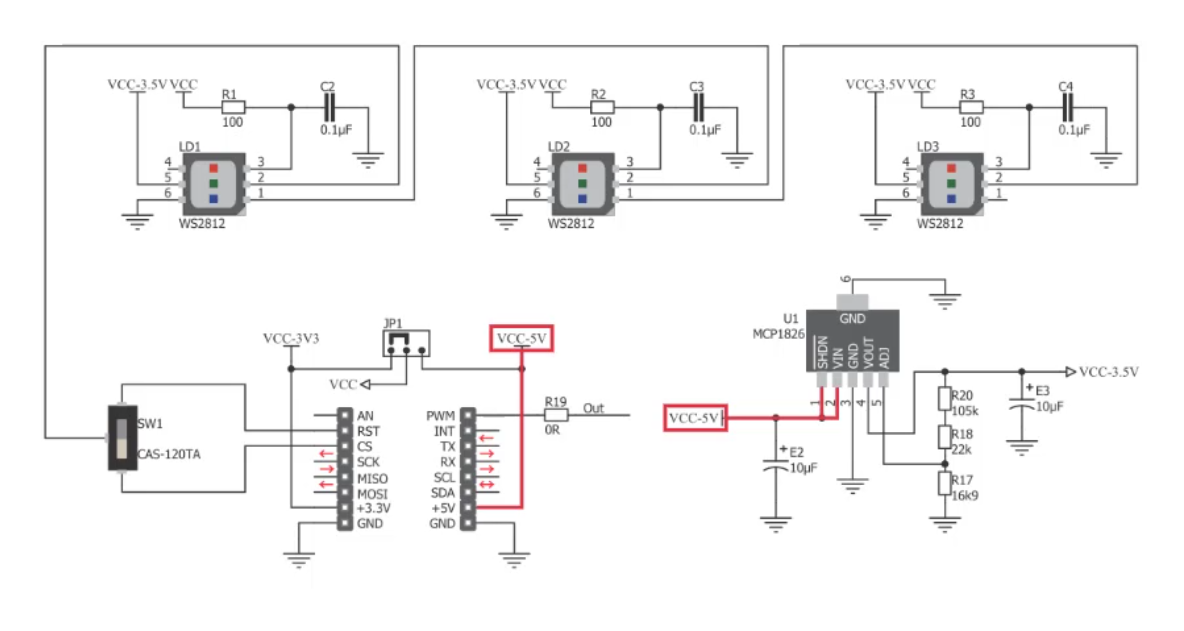 VCC-3.5V VCC
R1
100
C2
0.1µF
LD1
4
5
6
3
2
1
WS2812
VCC-3.5V VCC
R2
100
C3
0.1µF
LD2
4
5
6
3
2
1
WS2812
VCC-3.5V VCC
R3
100
C4
0.1µF
LD3
4
5
6
3
2
1
WS2812
VCC-3V3
JP1
VCC
VCC-5V
SW1
CAS-120TA
AN
RST
CS
SCK
MISO
MOSI
+3.3V
GND
PWM
INT
TX
RX
SCL
SDA
+5V
GND
R19
0R
Out
U1
MCP1826
6
GND
SHDN
VIN
GND
VOUT
ADJ
1
2
3
4
5
VCC-5V
E2
+
10µF
VCC-3.5V
R20
105k
R18
22k
R17
16k9
+
E3
10µF